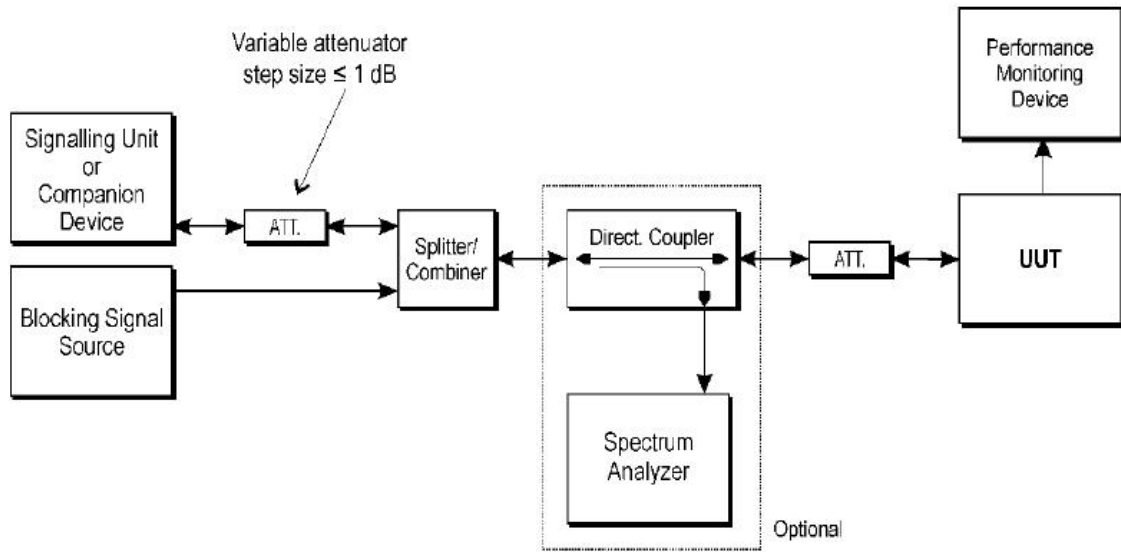 Variable attenuator
step size ≤ 1 dB
Performance
Monitoring
Device
Signalling Unit
or
Companion
Device
ATT.
Splitter/
Combiner
Direct. Coupler
ATT.
UUT
Blocking Signal
Source
Spectrum
Analyzer
Optional